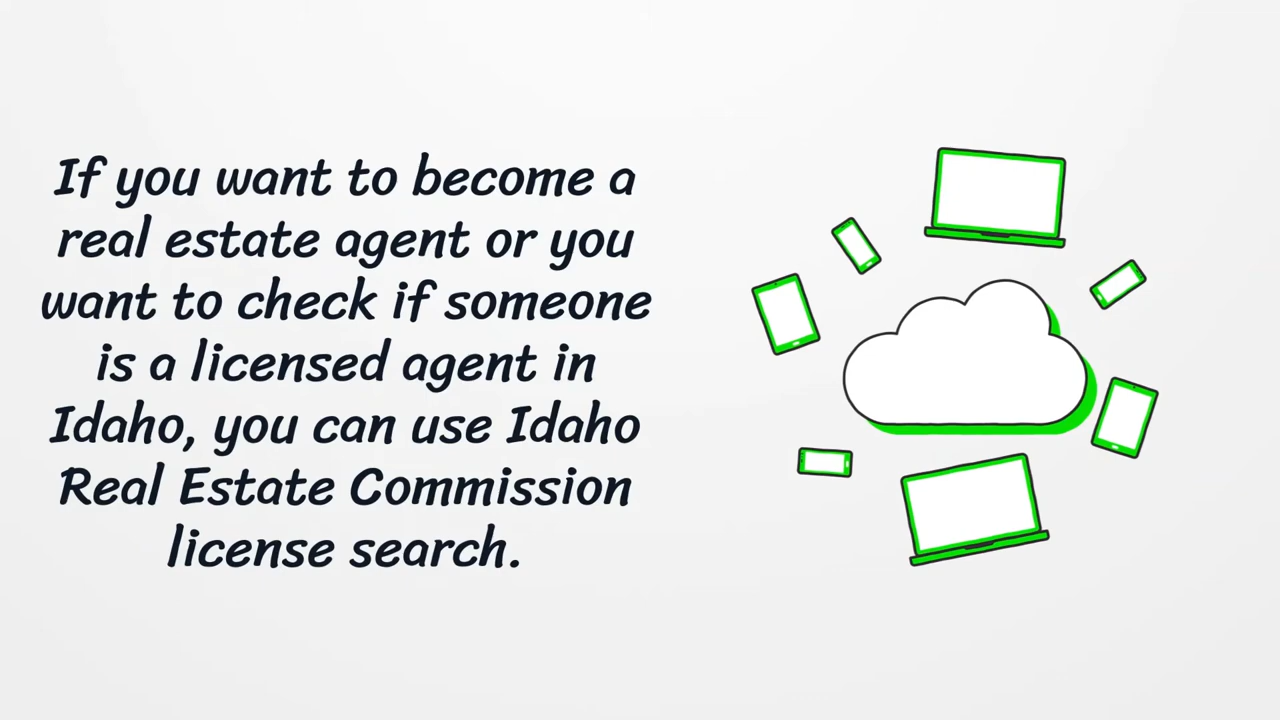 If you want to become a
real estate agent or you
want to check if someone
is a licensed agent in
Idaho, you can use Idaho
Real Estate Commission
license search.